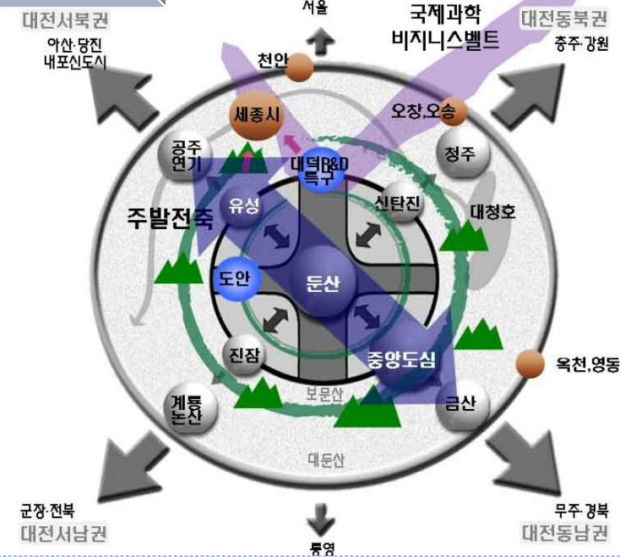 서울
대전서북권
아산·당진
내포신도시
국제과학
비지니스벨트
대전동북권
충주·강원
천안
세종시
오창,오송
공주
연기
대덕R&D
특구
청주
유성
신탄진
주발전축
대청호
도안
둔산
진잠
중앙도심
옥천,영동
보문산
계룡
논산
금산
대둔산
군장·전북
대전서남권
무주·경북
대전동남권
통영